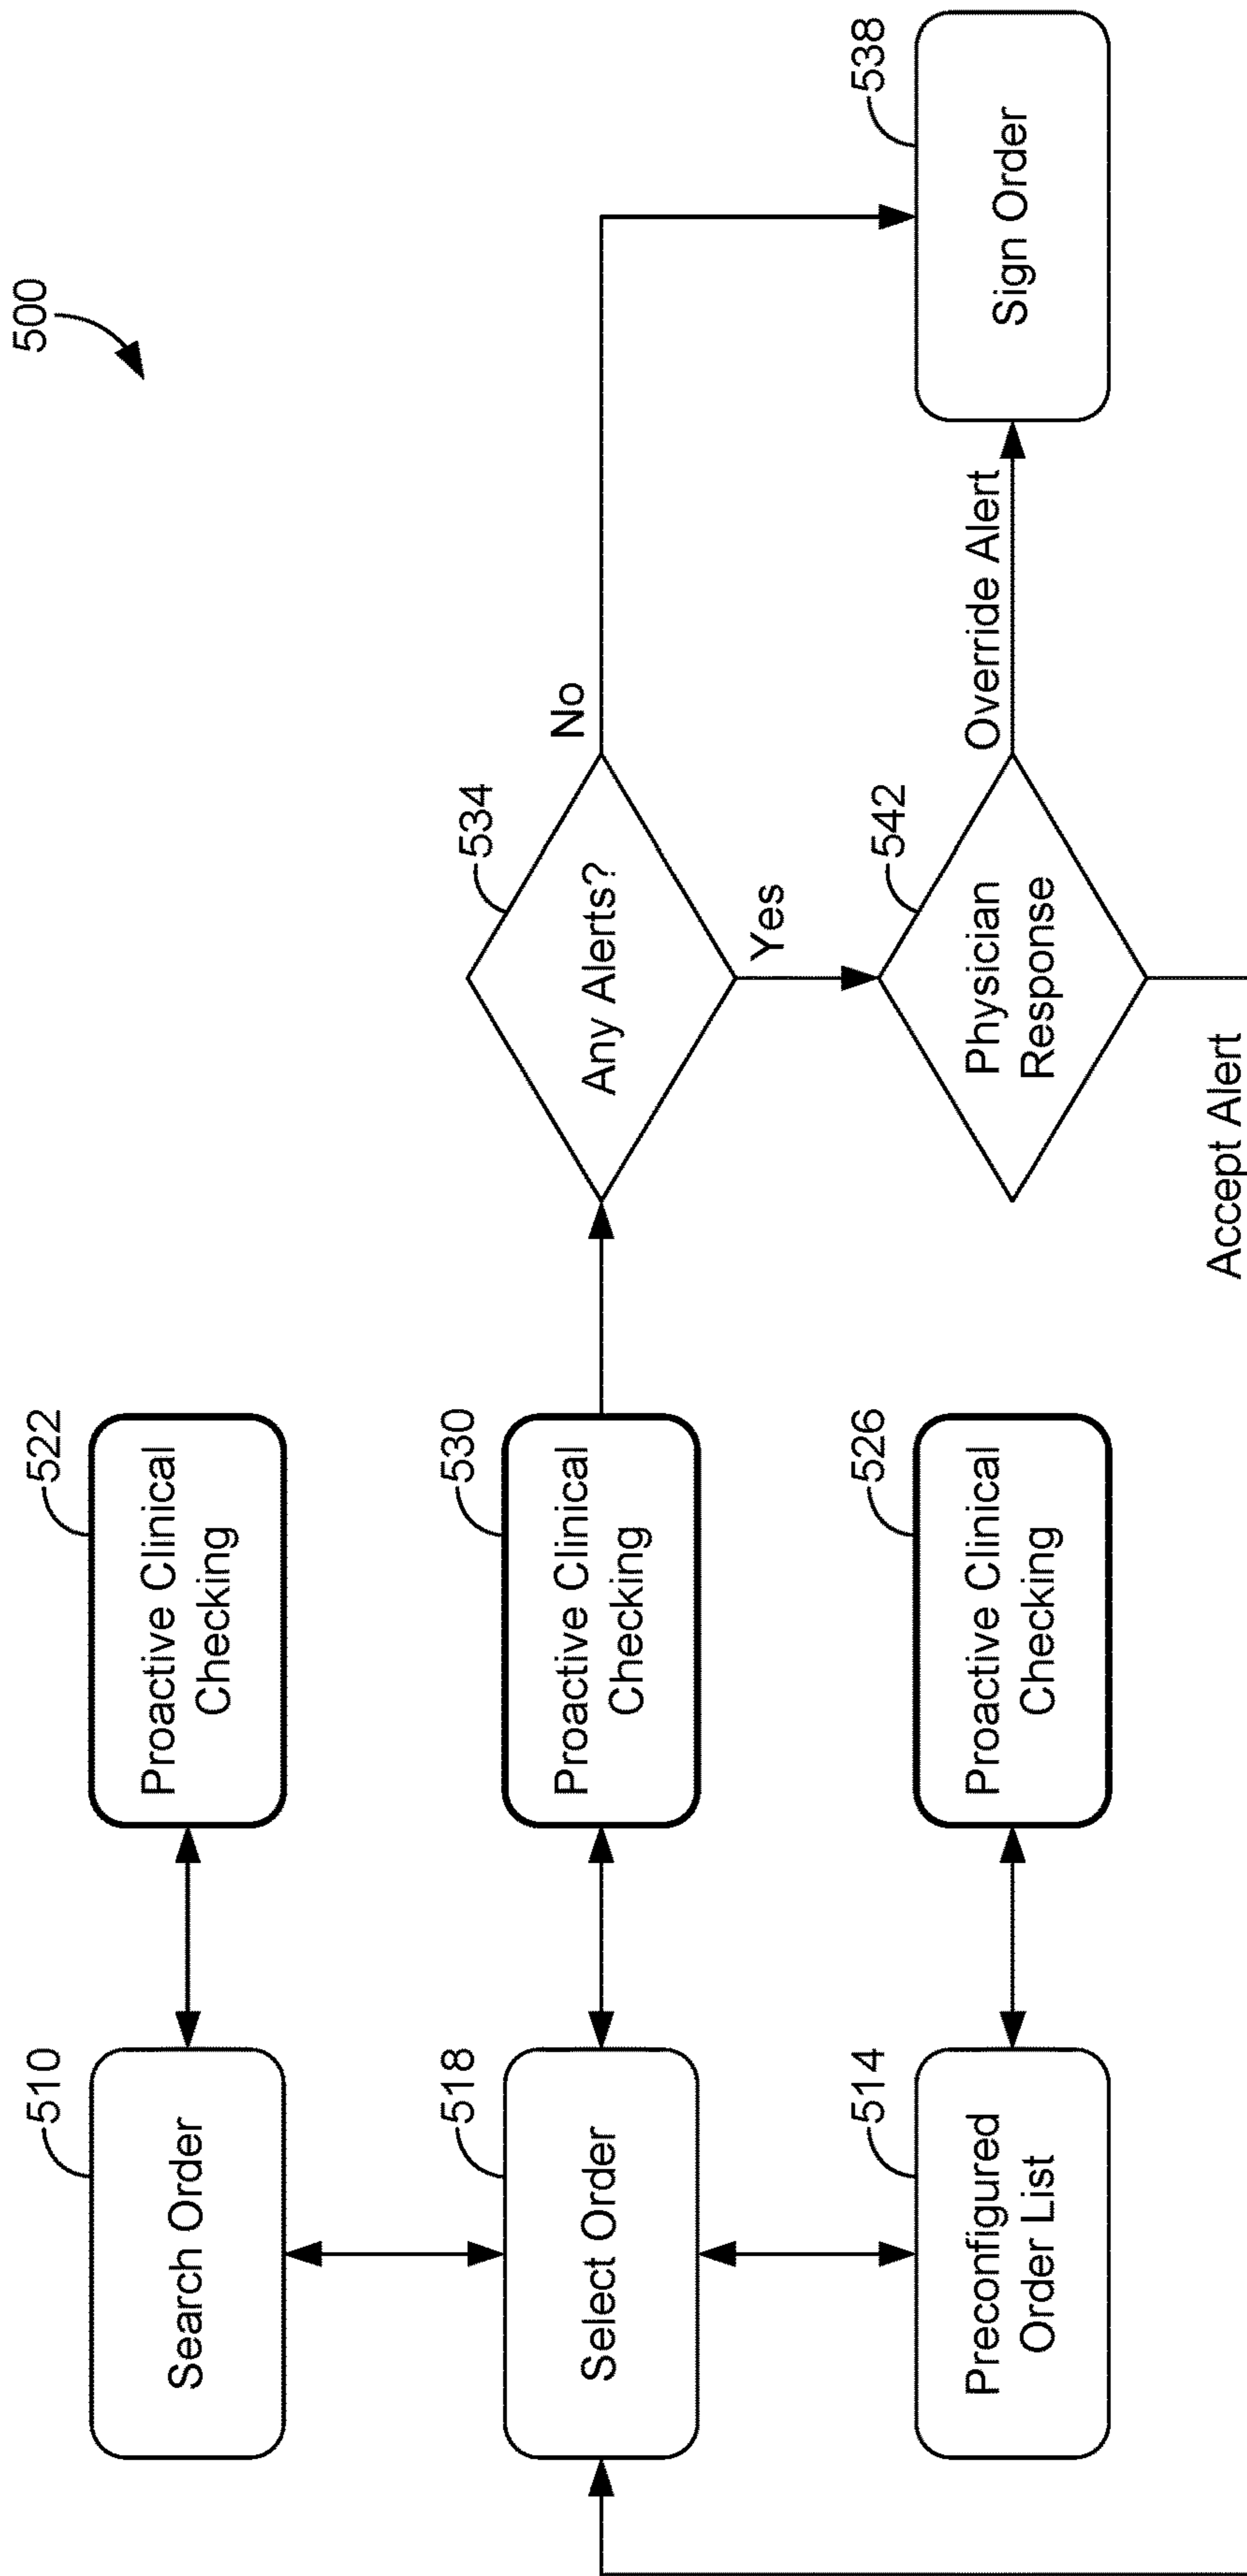 500
510
Search Order
522
Proactive Clinical
Checking
518
Select Order
530
Proactive Clinical
Checking
534
Any Alerts?
No
Yes
514
Preconfigured
Order List
526
Proactive Clinical
Checking
542
Physician
Response
Override Alert
538
Sign Order
Accept Alert